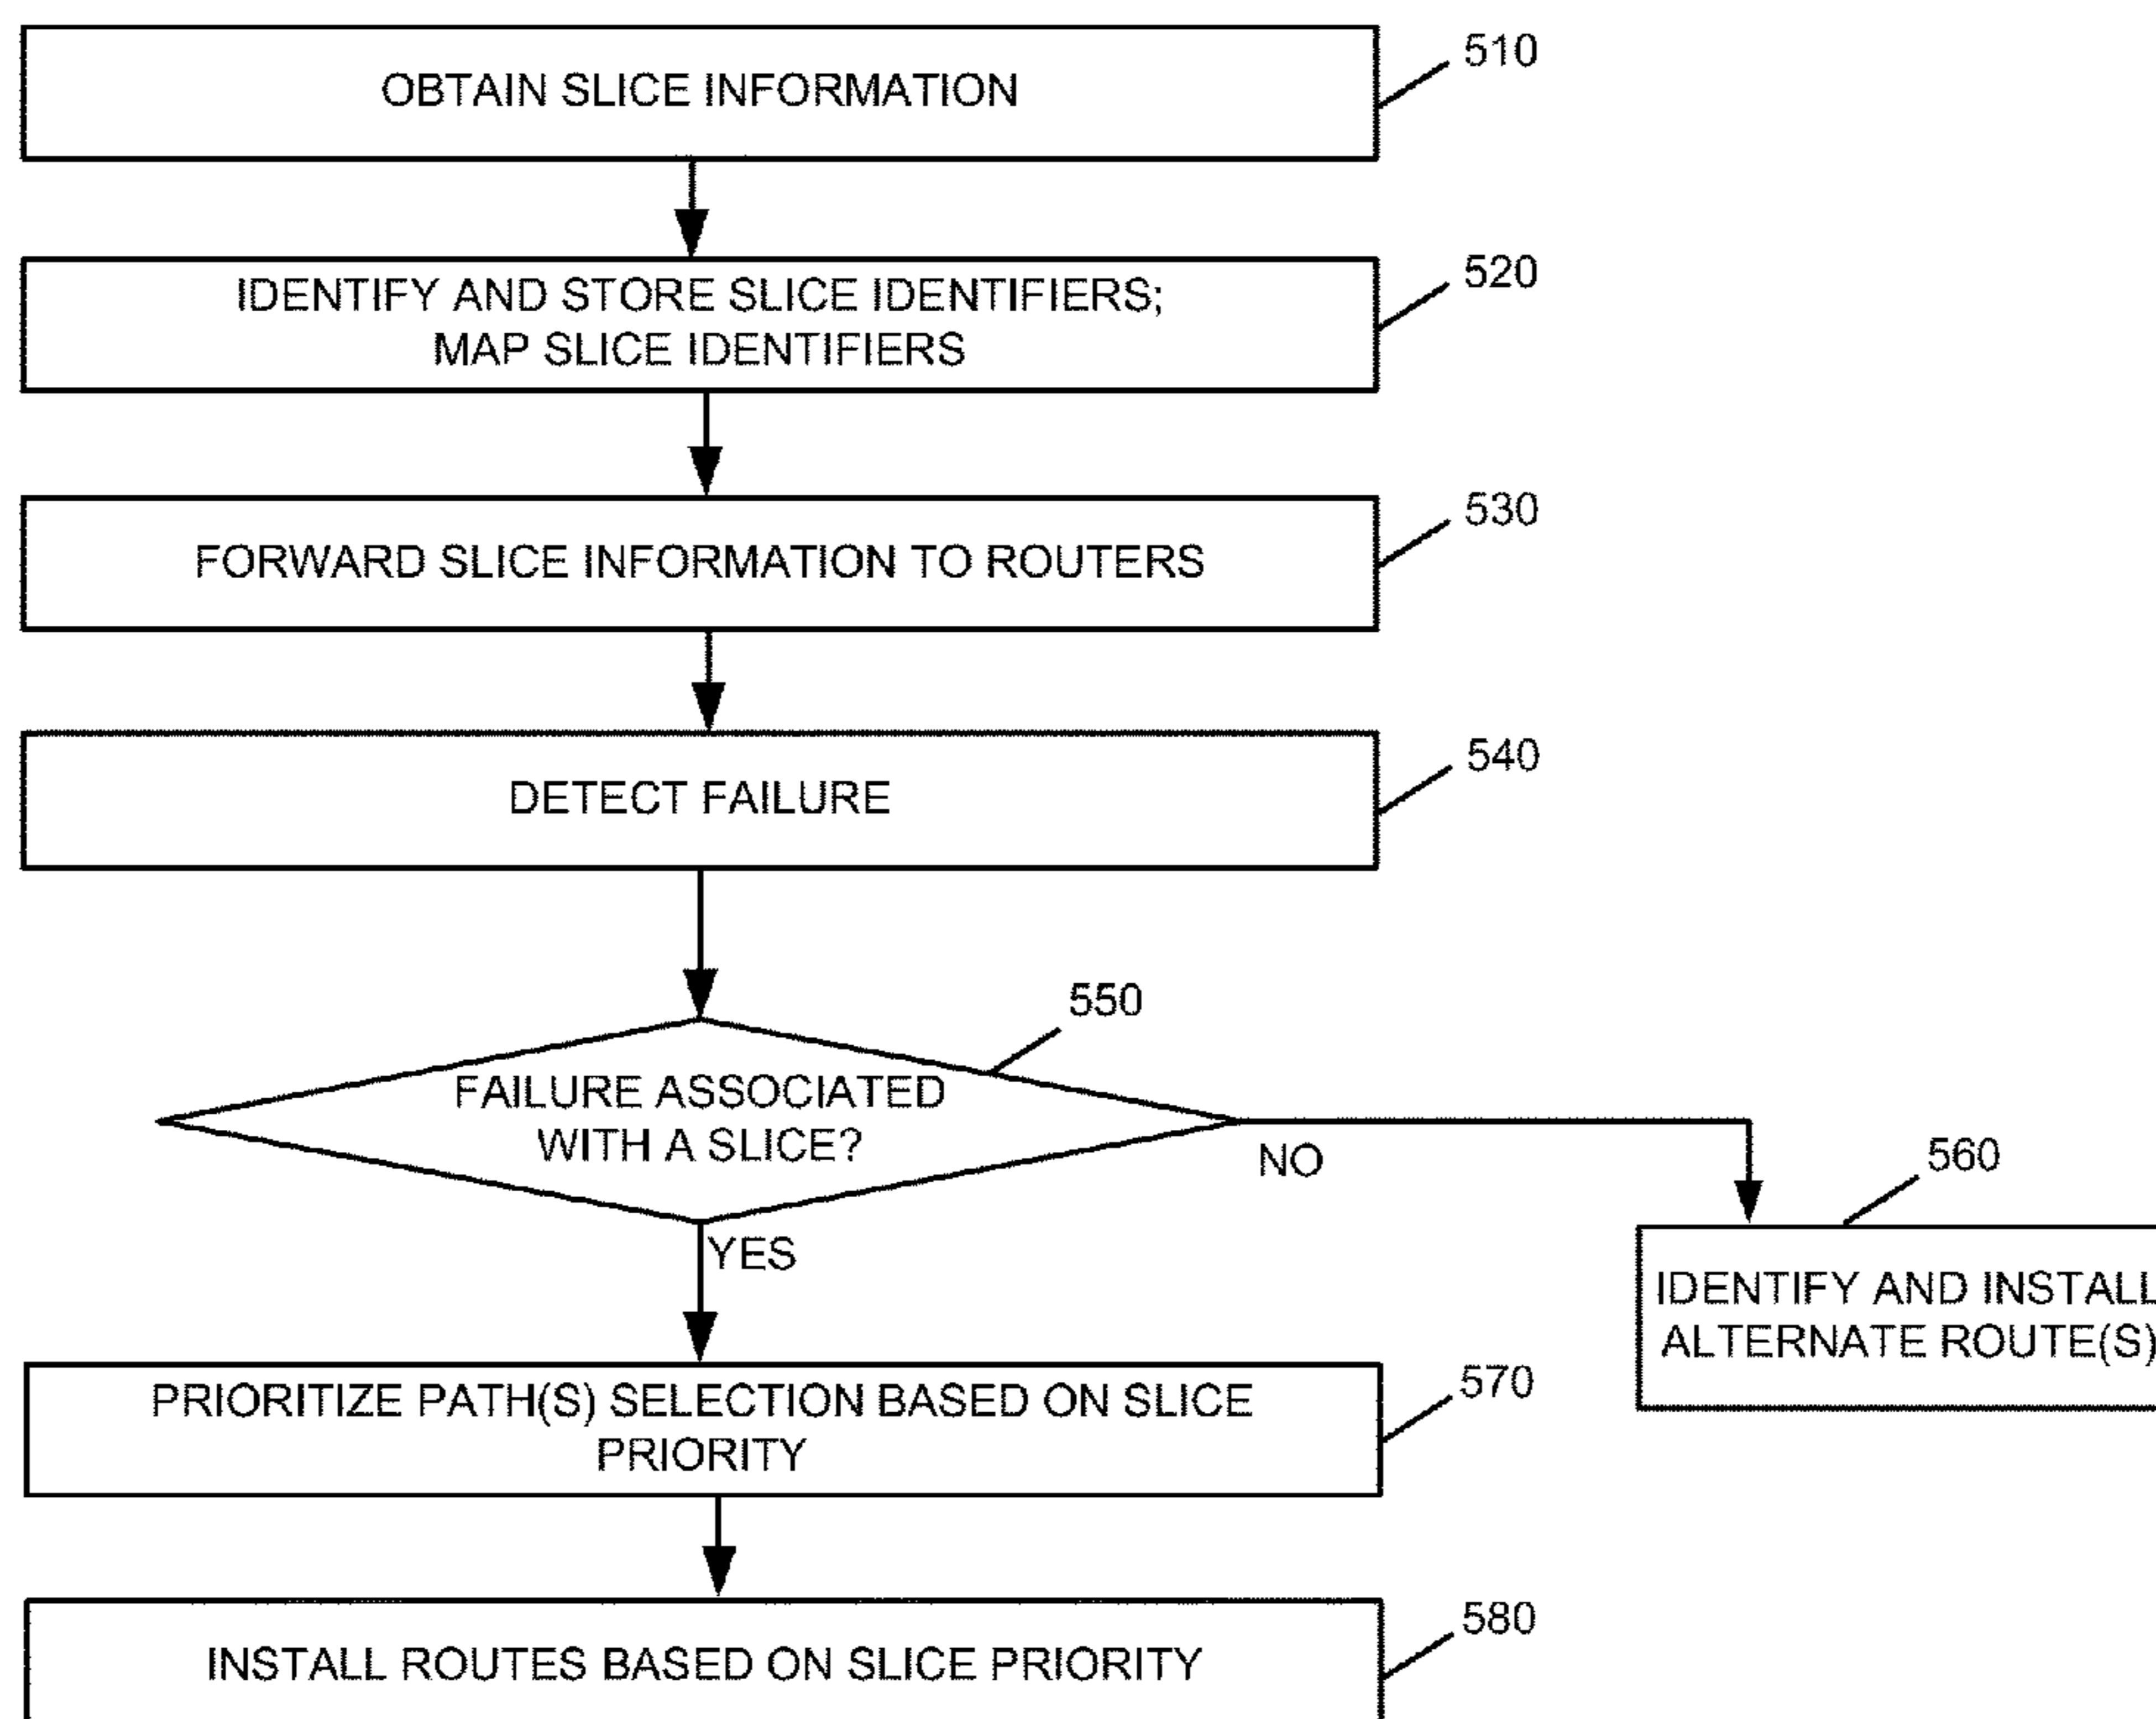 OBTAIN SLICE INFORMATION
510
IDENTIFY AND STORE SLICE IDENTIFIERS;
MAP SLICE IDENTIFIERS
520
FORWARD SLICE INFORMATION TO ROUTERS
530
DETECT FAILURE
540
550
FAILURE ASSOCIATED
WITH A SLICE?
NO
YES
560
IDENTIFY AND INSTALL
ALTERNATE ROUTE(S)
PRIORITIZE PATH(S) SELECTION BASED ON SLICE
PRIORITY
570
INSTALL ROUTES BASED ON SLICE PRIORITY
580